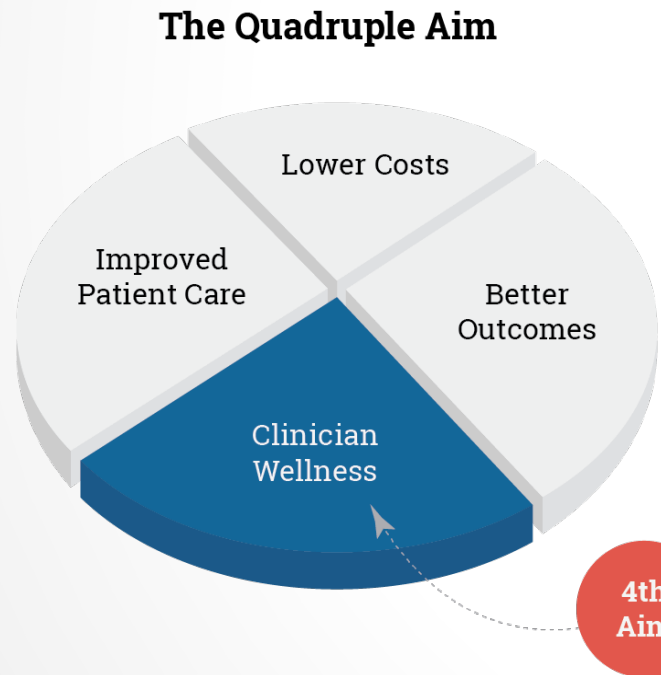 The Quadruple Aim
Lower Costs
Improved
Patient Care
Better
Outcomes
Clinician
Wellness
4th
Aim